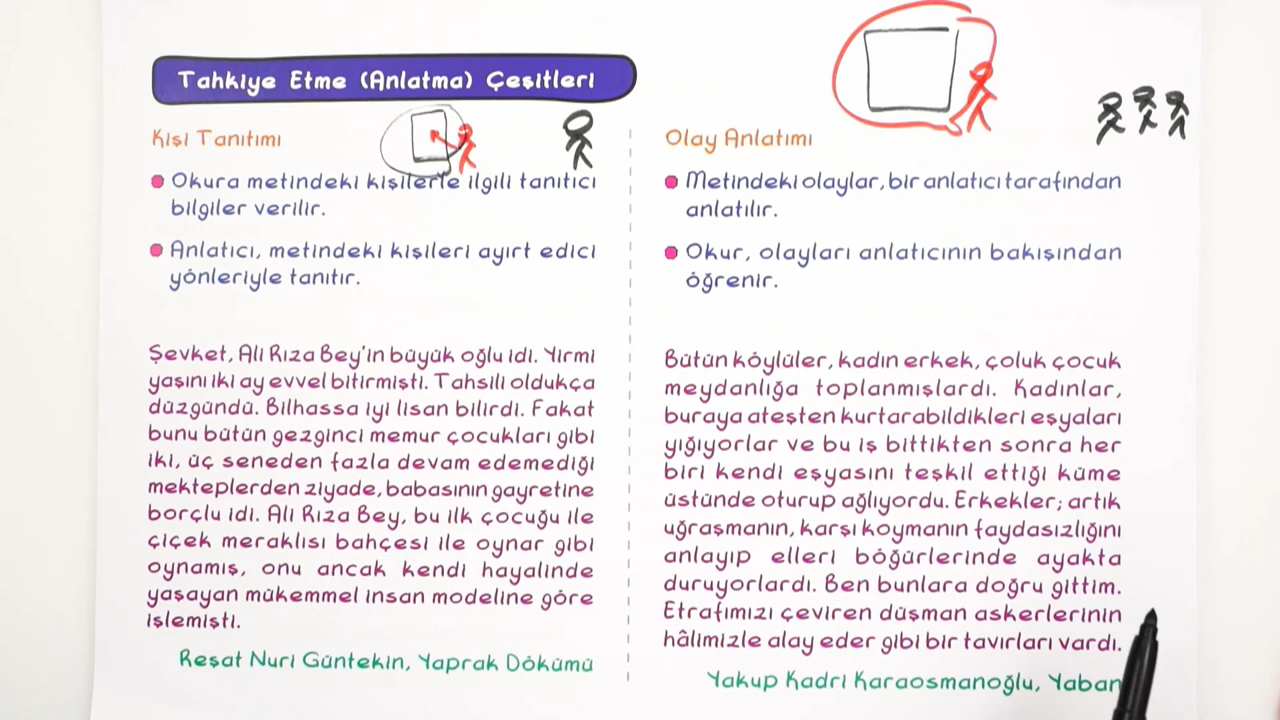 Tahkiye Etme (Anlatma) Çeşitleri
Kişi Tanıtımı
Okura metindeki kişilerle ilgili tanıtıcı
bilgiler verilir.
Anlatıcı, metindeki kişileri ayırt edici
yönleriyle tanıtır.
Şevket, Ali Rıza Bey'in büyük oğlu idi. Yirmi
yaşını iki ay evvel bitirmişti. Tahsili oldukça
düzgündü. Bilhassa iyi lisan bilirdi. Fakat
bunu bütün gezginci memur çocukları gibi
iki, üç seneden fazla devam edemediği
mekteplerden ziyade, babasının gayretine
borçlu idi. Ali Rıza Bey, bu ilk çocuğu ile
çiçek meraklısı bahçesi ile oynar gibi
oynamış, onu ancak kendi hayalinde
yaşayan mükemmel insan modeline göre
işlemişti.
Reşat Nuri Güntekin, Yaprak Dökümü
Olay Anlatımı
Metindeki olaylar, bir anlatıcı tarafından
anlatılır.
Okur, olayları anlatıcının bakışından
öğrenir.
Bütün köylüler, kadın erkek, çoluk çocuk
meydanlığa toplanmışlardı. Kadınlar,
buraya ateşten kurtarabildikleri eşyaları
yığıyorlar ve bu iş bittikten sonra her
biri kendi eşyasını teşkil ettiği küme
üstünde oturup ağlıyordu. Erkekler; artık
uğraşmanın, karşı koymanın faydasızlığını
anlayıp elleri böğürlerinde ayakta
duruyorlardı. Ben bunlara doğru gittim.
Etrafımızı çeviren düşman askerlerinin
hâlimizle alay eder gibi bir tavırları vardı.
Yakup Kadri Karaosmanoğlu, Yaban